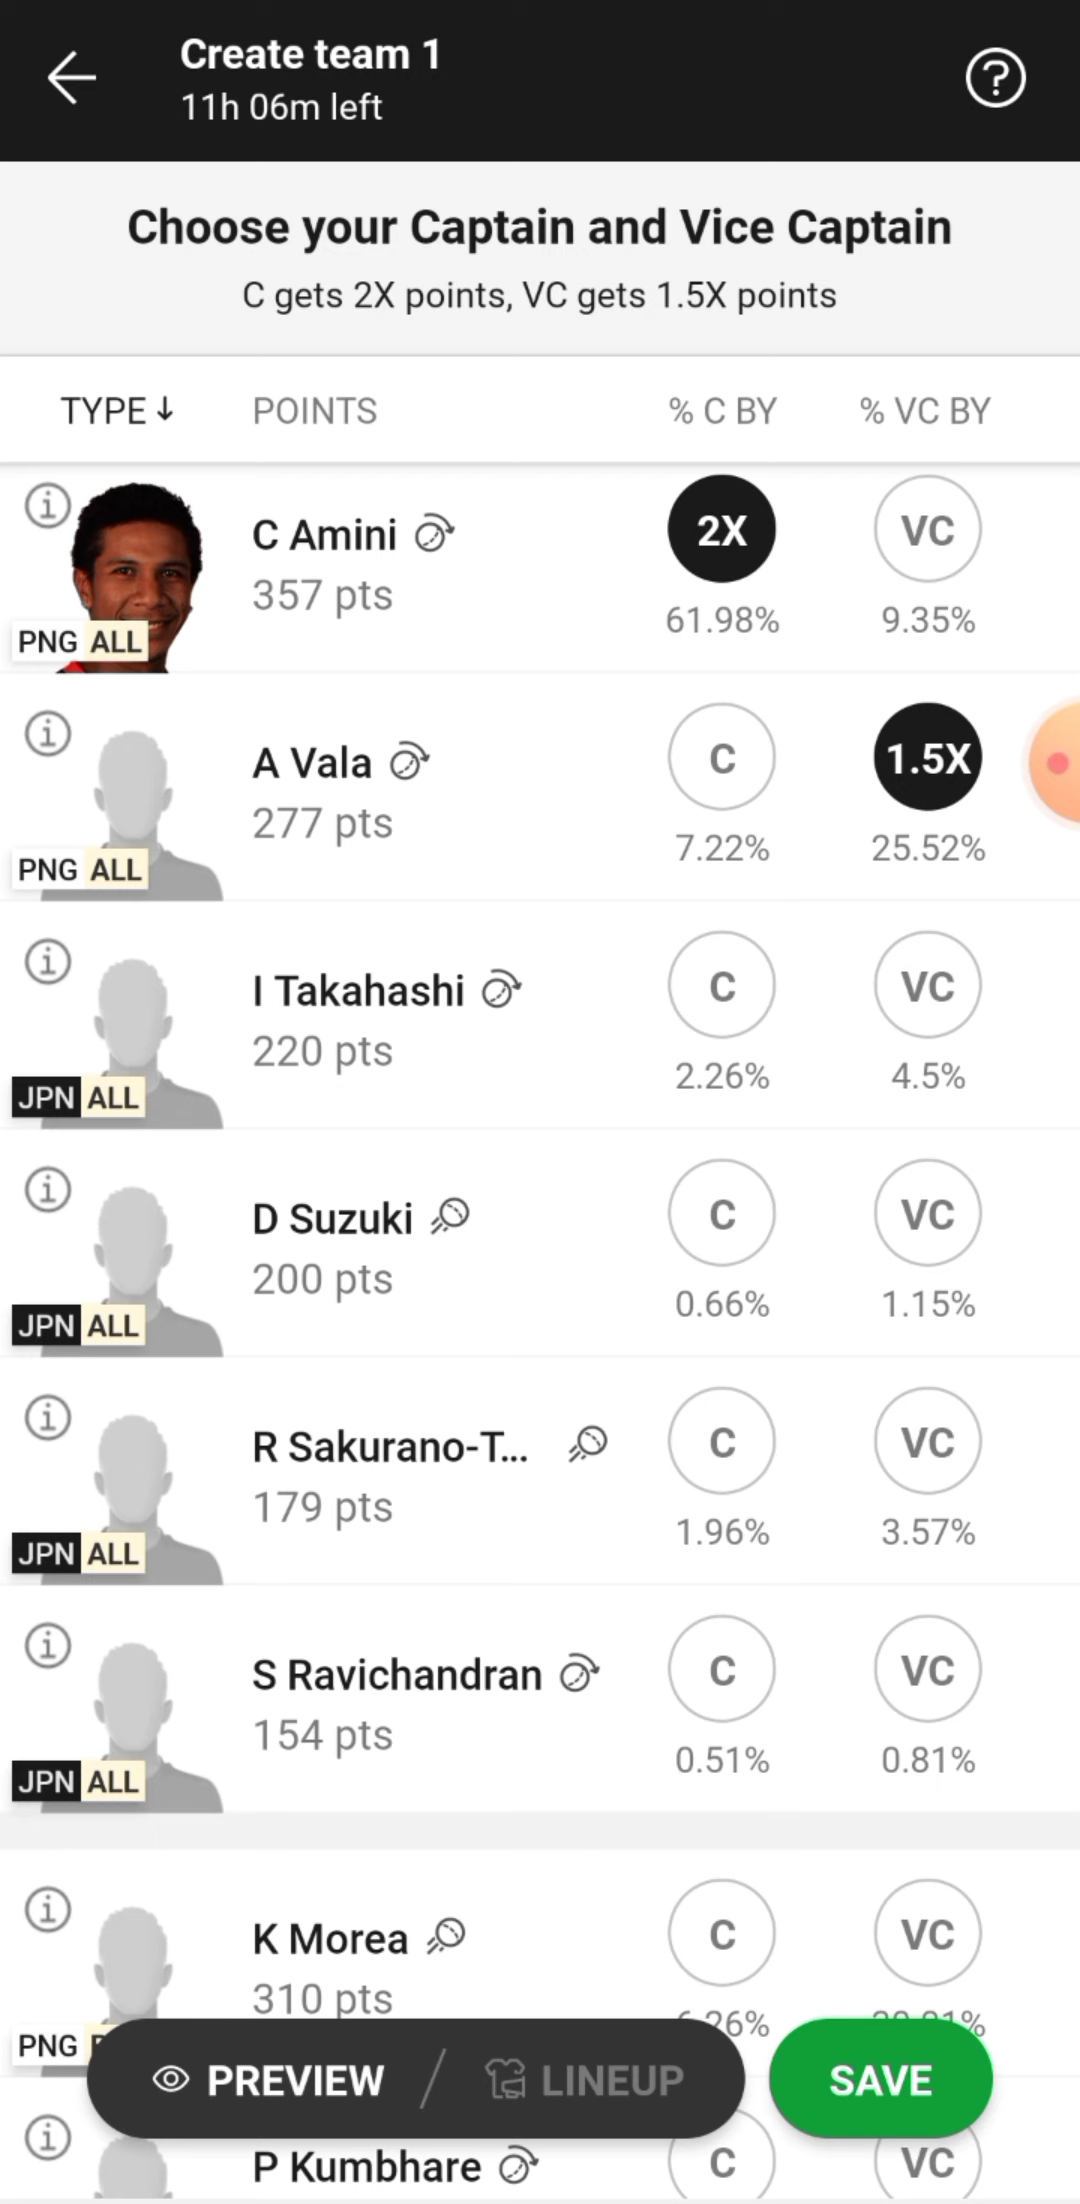 Create team 1
11h 06m left
Choose your Captain and Vice Captain
C gets 2X points, VC gets 1.5X points
TYPE↓ POINTS % C BY % VC BY
C Amini 2X VC
357 pts 61.98% 9.35%
PNG ALL
A Vala C 1.5X
277 pts 7.22% 25.52%
PNG ALL
I Takahashi C VC
220 pts 2.26% 4.5%
JPN ALL
D Suzuki C VC
200 pts 0.66% 1.15%
JPN ALL
R Sakurano-T... C VC
179 pts 1.96% 3.57%
JPN ALL
S Ravichandran C VC
154 pts 0.51% 0.81%
JPN ALL
K Morea C VC
310 pts
PNG
PREVIEW / LINEUP SAVE
P Kumbhare C VC